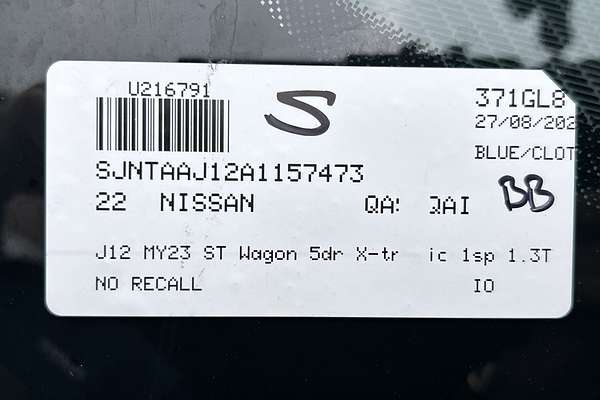 U216791
S
371GL8
27/08/202
BLUE/CLOT
SJNTAAJ12A1157473
22 NISSAN QAI
BB
J12 MY23 ST Wagon 5dr X-tr ic 1sp 1.3T
NO RECALL IO